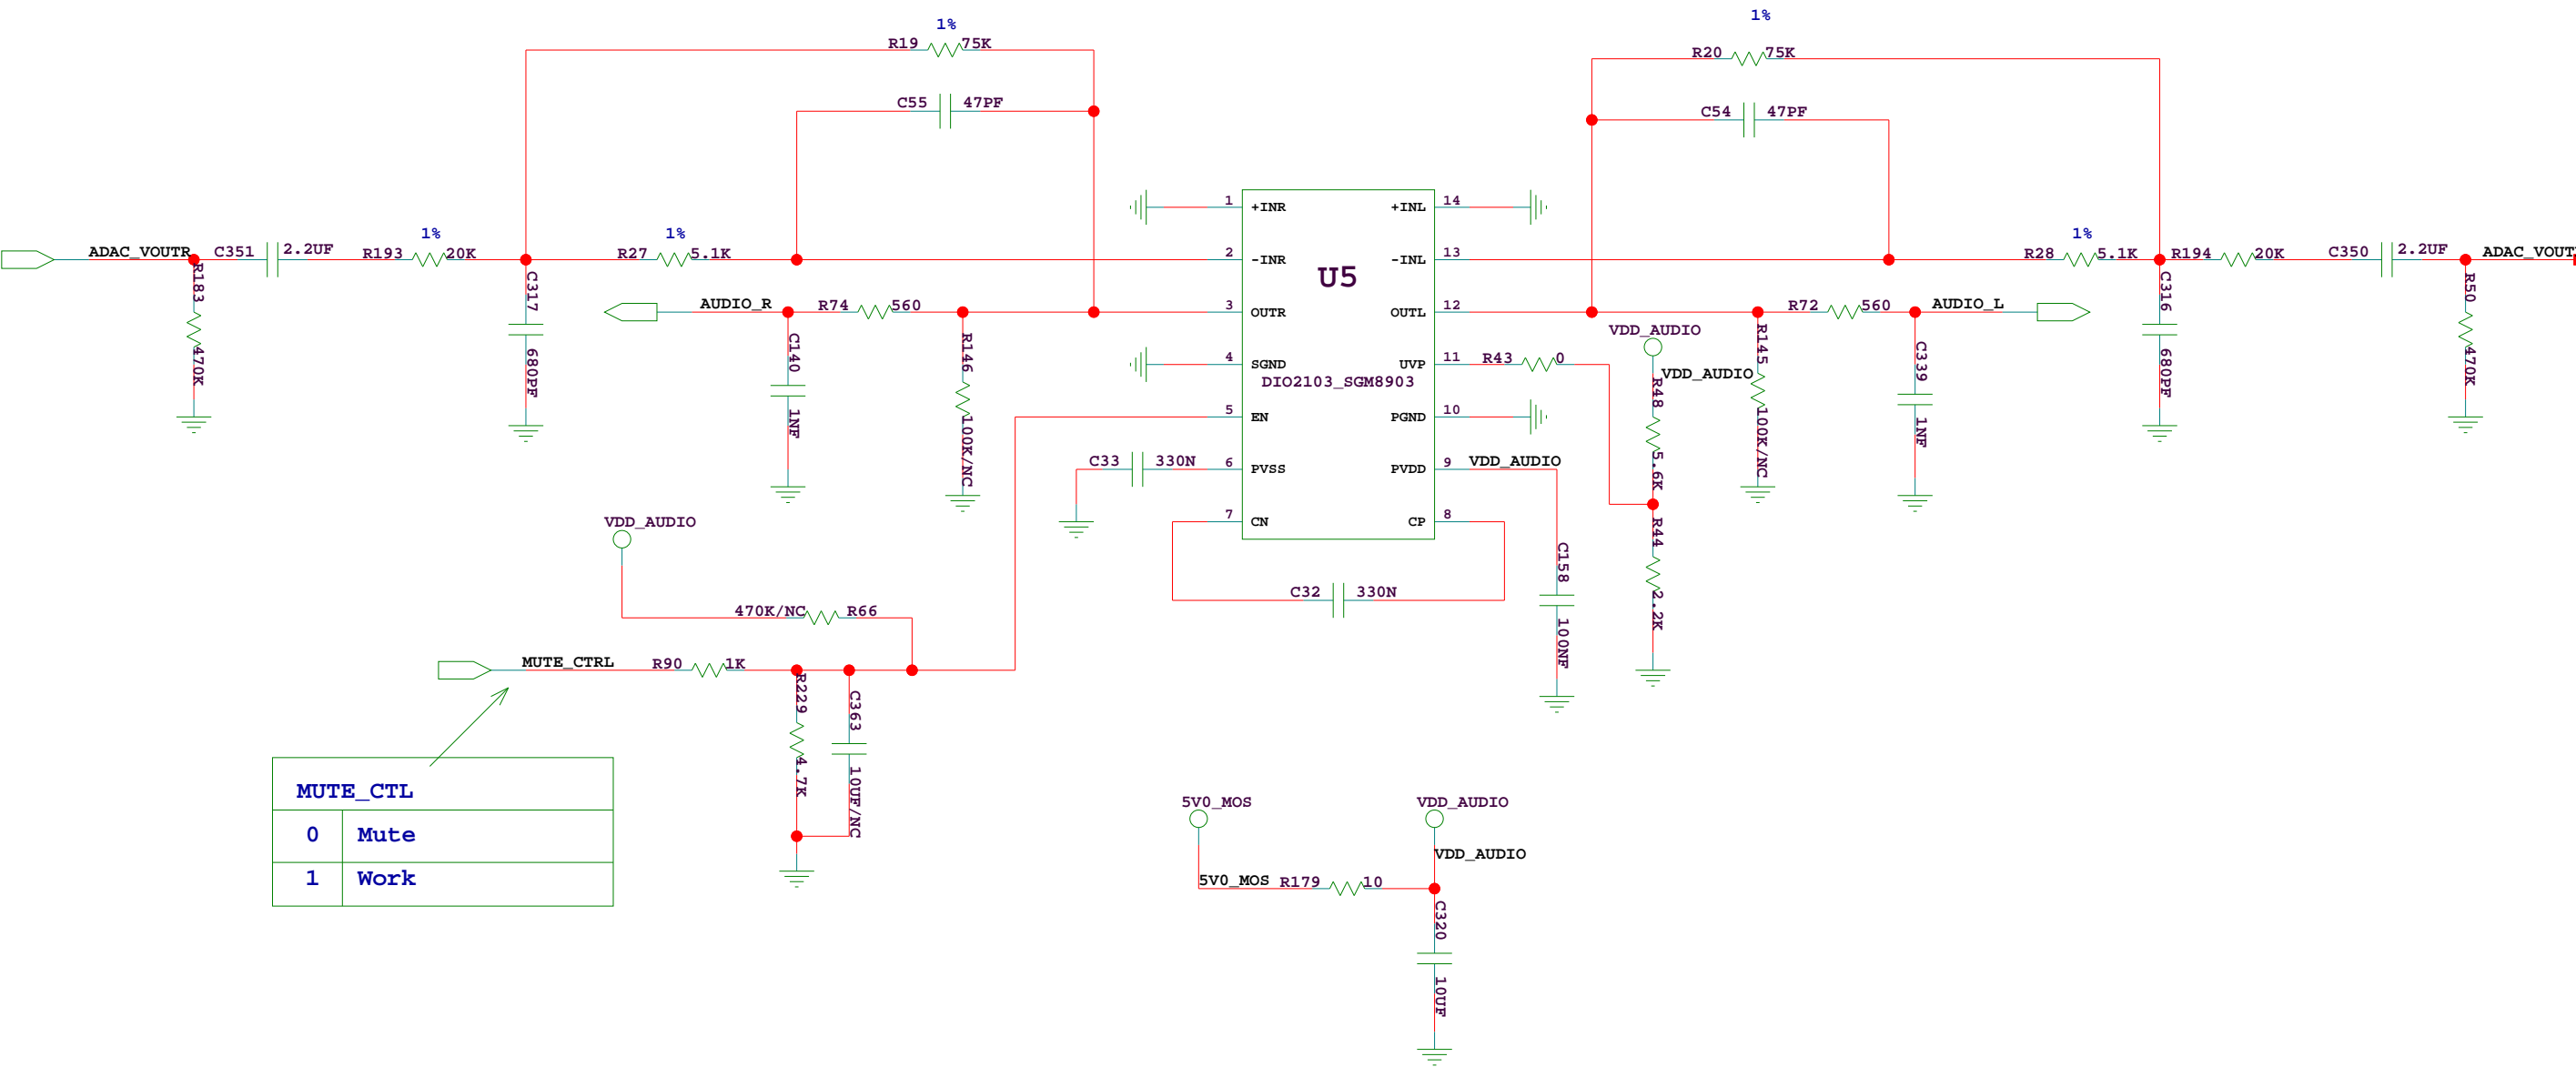 1%
R19 75K
C55 47PF
1%
R20 75K
C54 47PF
ADAC_VOUTR
C351 2.2UF
1%
R193 20K
1%
R27 5.1K
R183
470K
C317
680PF
AUDIO_R
R74 560
C140
1NF
R146
100K/NC
1 +INR
2 -INR
3 OUTR
4 SGND
5 EN
6 PVSS
7 CN
U5
DIO2103_SGM8903
+INL 14
-INL 13
OUTL 12
UVP 11
PGND 10
PVDD 9
CP 8
1%
R28 5.1K
R194 20K
C350 2.2UF
ADAC_VOUT
R50
470K
C316
680PF
R72 560
AUDIO_L
C339
1NF
R145
100K/NC
R43 0
VDD_AUDIO
VDD_AUDIO
R48
5.6K
R44
2.2K
VDD_AUDIO
C158
100NF
C33 330N
C32 330N
VDD_AUDIO
470K/NC R66
MUTE_CTRL
R90 1K
R229
4.7K
C363
10UF/NC
MUTE_CTL
0 Mute
1 Work
5V0_MOS
VDD_AUDIO
VDD_AUDIO
5V0_MOS R179 10
C320
10UF